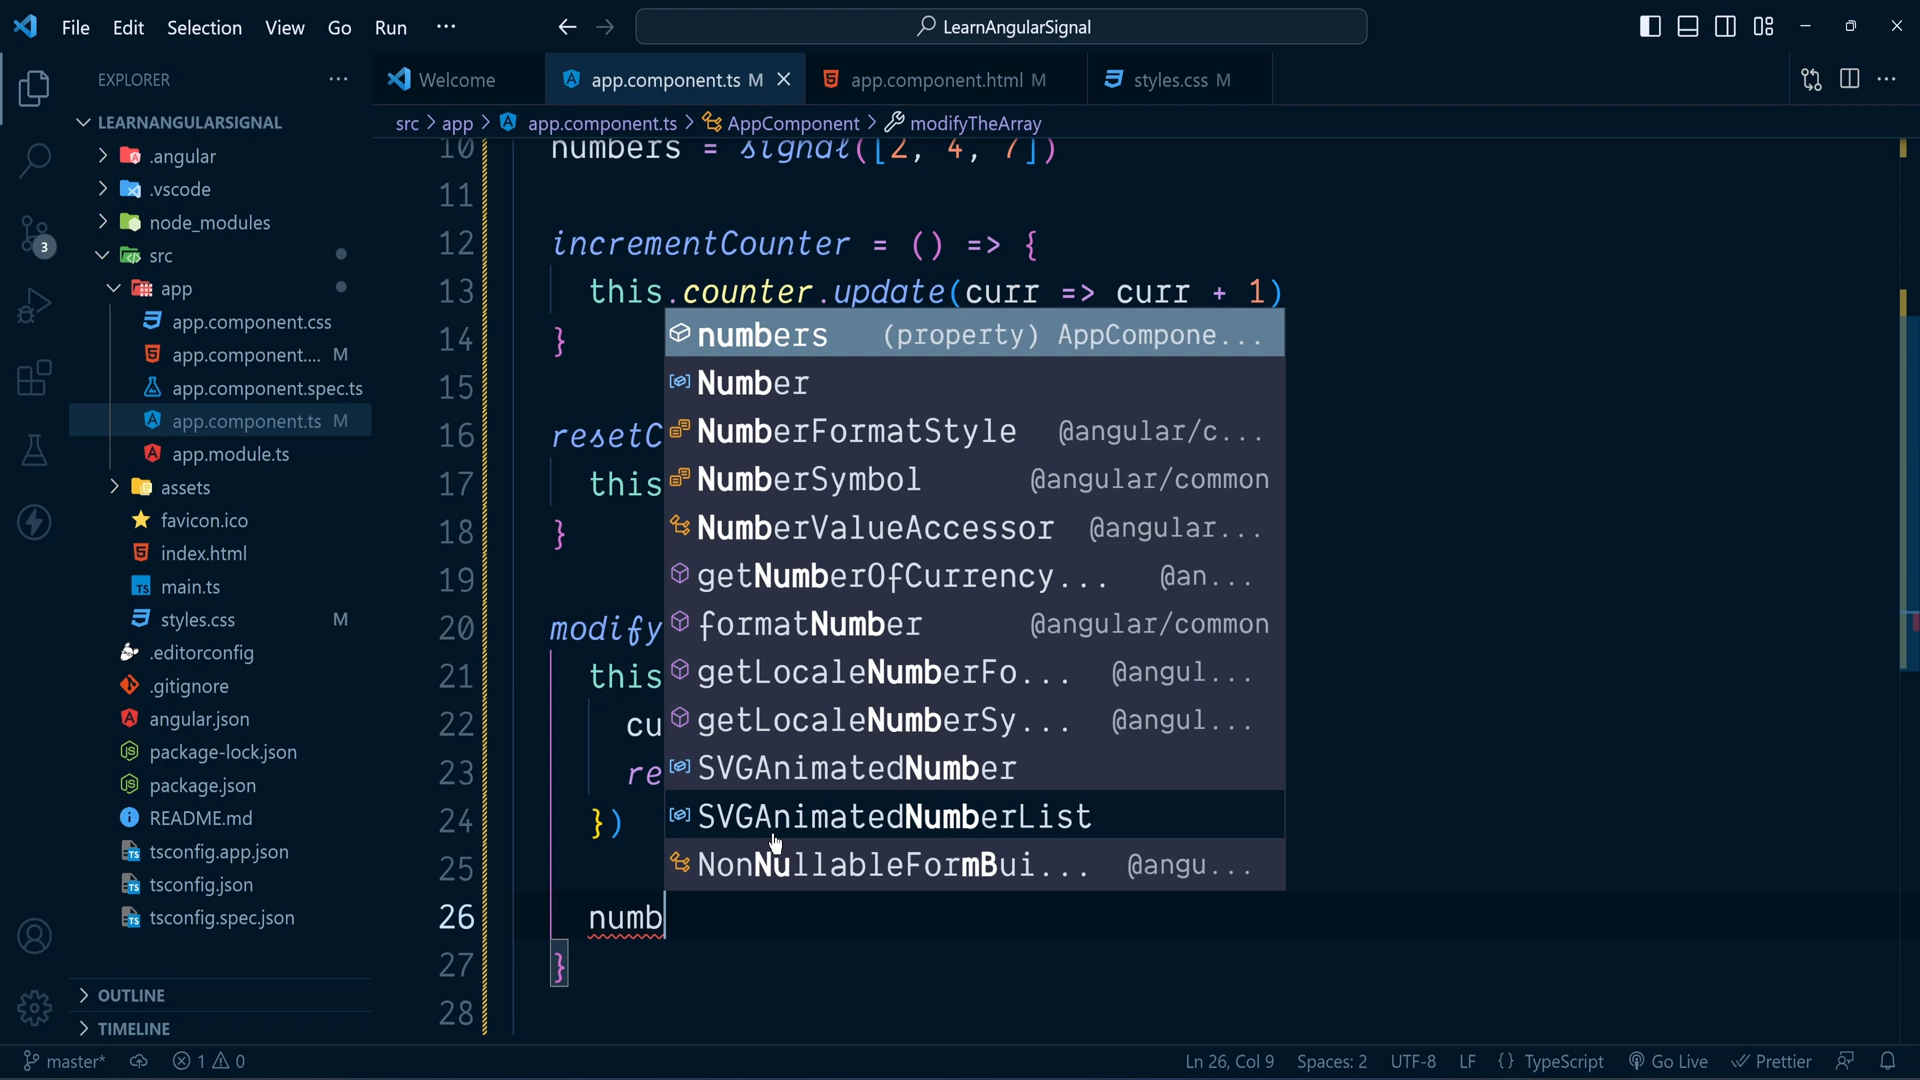 File Edit Selection View Go Run ··· LearnAngularSignal
EXPLORER ···
Welcome app.component.ts M app.component.html M styles.css M
LEARNANGULARSIGNAL
src > app > app.component.ts > AppComponent > modifyTheArray
.angular
.vscode
node_modules
src
app
app.component.css
app.component.... M
app.component.spec.ts
app.component.ts M
app.module.ts
assets
favicon.ico
index.html
main.ts
styles.css M
.editorconfig
.gitignore
angular.json
package-lock.json
package.json
README.md
tsconfig.app.json
tsconfig.json
tsconfig.spec.json
OUTLINE
TIMELINE
3
10 numbers = signal([2, 4, 7])
11
12 incrementCounter = () => {
13 this.counter.update(curr => curr + 1)
14 }
15
16 resetC
17 this
18 }
19
20 modify
21 this
22 cu
23 re
24 })
25
26 numb
27 }
28
numbers (property) AppCompone...
Number
NumberFormatStyle @angular/c...
NumberSymbol @angular/common
NumberValueAccessor @angular...
getNumberOfCurrency... @an...
formatNumber @angular/common
getLocaleNumberFo... @angul...
getLocaleNumberSy... @angul...
SVGAnimatedNumber
SVGAnimatedNumberList
NonNullableFormBui... @angu...
master* 1 0 Ln 26, Col 9 Spaces: 2 UTF-8 LF {} TypeScript Go Live Prettier